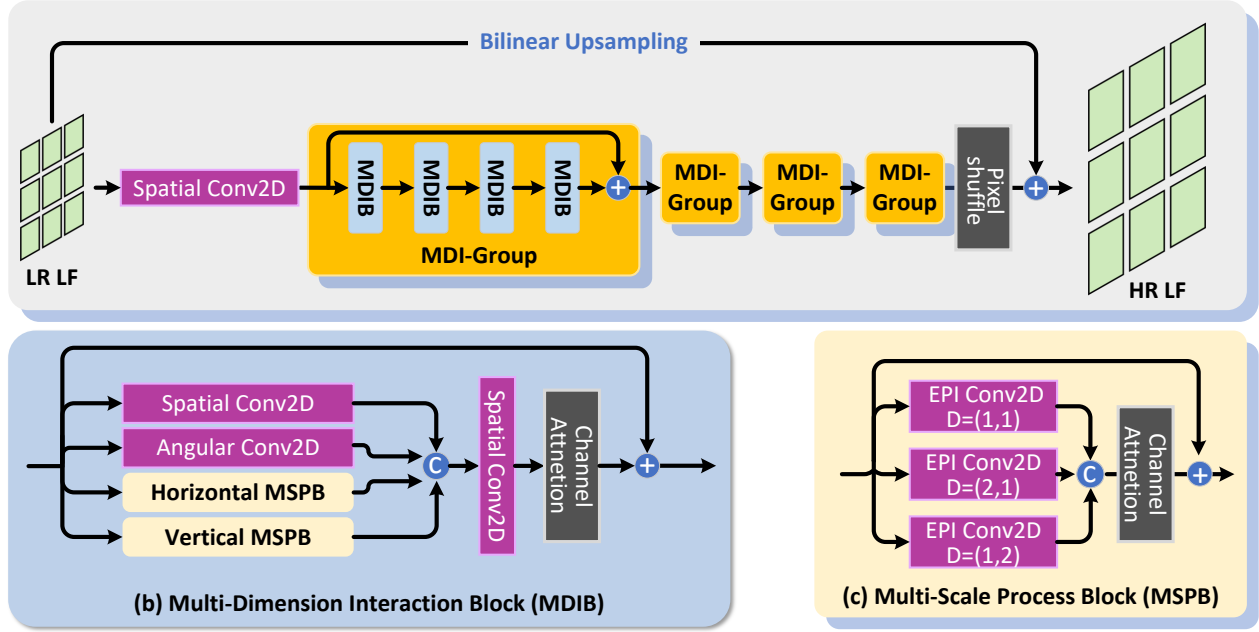 Bilinear Upsampling
LR LF
Spatial Conv2D
MDIB
MDIB
MDIB
MDIB
+
MDI-Group
MDI-
Group
MDI-
Group
MDI-
Group
Pixel
shuffle
+
HR LF
Spatial Conv2D
Angular Conv2D
Horizontal MSPB
Vertical MSPB
C
Spatial Conv2D
Channel
Attnetion
+
(b) Multi-Dimension Interaction Block (MDIB)
EPI Conv2D
D=(1,1)
EPI Conv2D
D=(2,1)
EPI Conv2D
D=(1,2)
C
Channel
Attnetion
+
(c) Multi-Scale Process Block (MSPB)